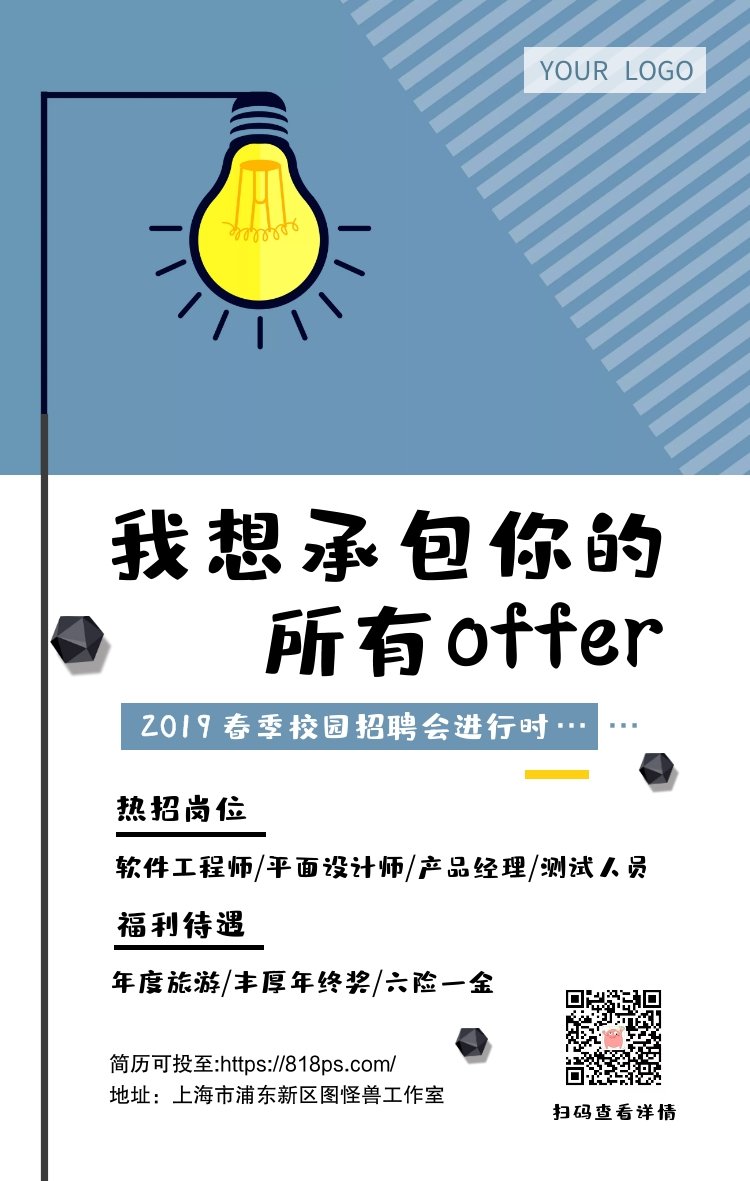 YOUR LOGO
我想承包你的
所有offer
2019春季校园招聘会进行时… …
热招岗位
软件工程师/平面设计师/产品经理/测试人员
福利待遇
年度旅游/丰厚年终奖/六险一金
简历可投至:https://818ps.com/
地址：上海市浦东新区图怪兽工作室
扫码查看详情